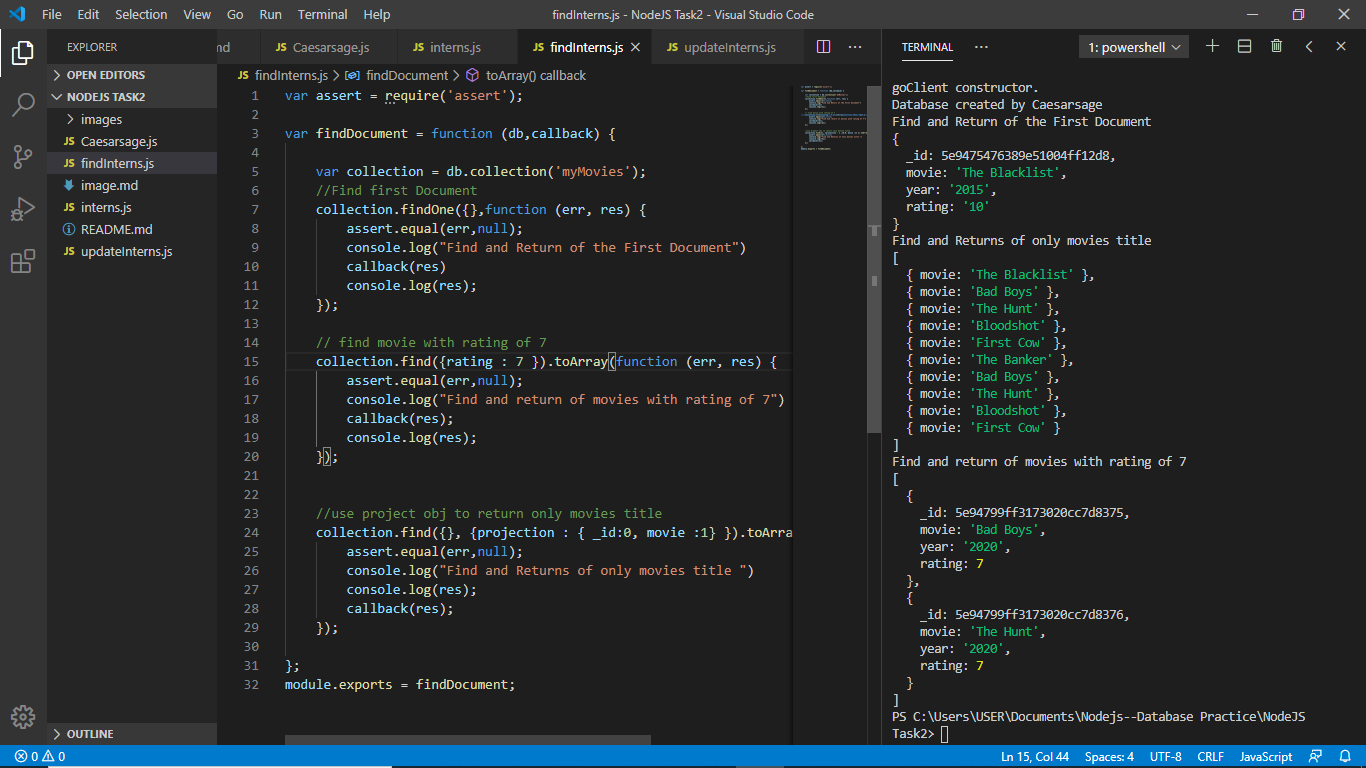 File Edit Selection View Go Run Terminal Help findInterns.js - NodeJS Task2 - Visual Studio Code
EXPLORER
OPEN EDITORS
NODEJS TASK2
images
JS Caesarsage.js
JS findInterns.js
image.md
JS interns.js
README.md
JS updateInterns.js
OUTLINE
nd JS Caesarsage.js JS interns.js JS findInterns.js JS updateInterns.js
JS findInterns.js > findDocument > toArray() callback
1 var assert = require('assert');
2
3 var findDocument = function (db,callback) {
4
5 var collection = db.collection('myMovies');
6 //Find first Document
7 collection.findOne({},function (err, res) {
8 assert.equal(err,null);
9 console.log("Find and Return of the First Document")
10 callback(res)
11 console.log(res);
12 });
13
14 // find movie with rating of 7
15 collection.find({rating : 7 }).toArray(function (err, res) {
16 assert.equal(err,null);
17 console.log("Find and return of movies with rating of 7")
18 callback(res);
19 console.log(res);
20 });
21
22
23 //use project obj to return only movies title
24 collection.find({}, {projection : { _id:0, movie :1} }).toArra
25 assert.equal(err,null);
26 console.log("Find and Returns of only movies title ")
27 console.log(res);
28 callback(res);
29 });
30
31 };
32 module.exports = findDocument;
TERMINAL ··· 1: powershell
goClient constructor.
Database created by Caesarsage
Find and Return of the First Document
{
_id: 5e9475476389e51004ff12d8,
movie: 'The Blacklist',
year: '2015',
rating: '10'
}
Find and Returns of only movies title
[
{ movie: 'The Blacklist' },
{ movie: 'Bad Boys' },
{ movie: 'The Hunt' },
{ movie: 'Bloodshot' },
{ movie: 'First Cow' },
{ movie: 'The Banker' },
{ movie: 'Bad Boys' },
{ movie: 'The Hunt' },
{ movie: 'Bloodshot' },
{ movie: 'First Cow' }
]
Find and return of movies with rating of 7
[
{
_id: 5e94799ff3173020cc7d8375,
movie: 'Bad Boys',
year: '2020',
rating: 7
},
{
_id: 5e94799ff3173020cc7d8376,
movie: 'The Hunt',
year: '2020',
rating: 7
}
]
PS C:\Users\USER\Documents\Nodejs--Database Practice\NodeJS
Task2>
0 0 Ln 15, Col 44 Spaces: 4 UTF-8 CRLF JavaScript